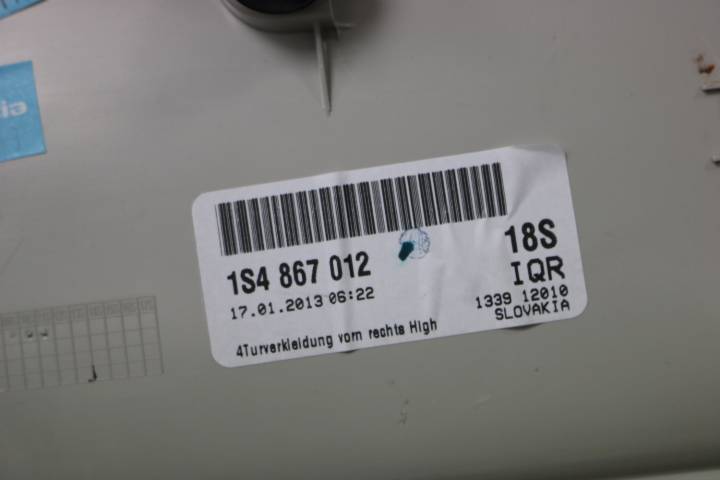 1S4 867 012
18S
17.01.2013 06:22
IQR
1339 12010
SLOVAKIA
4Turverkleidung vorn rechts High